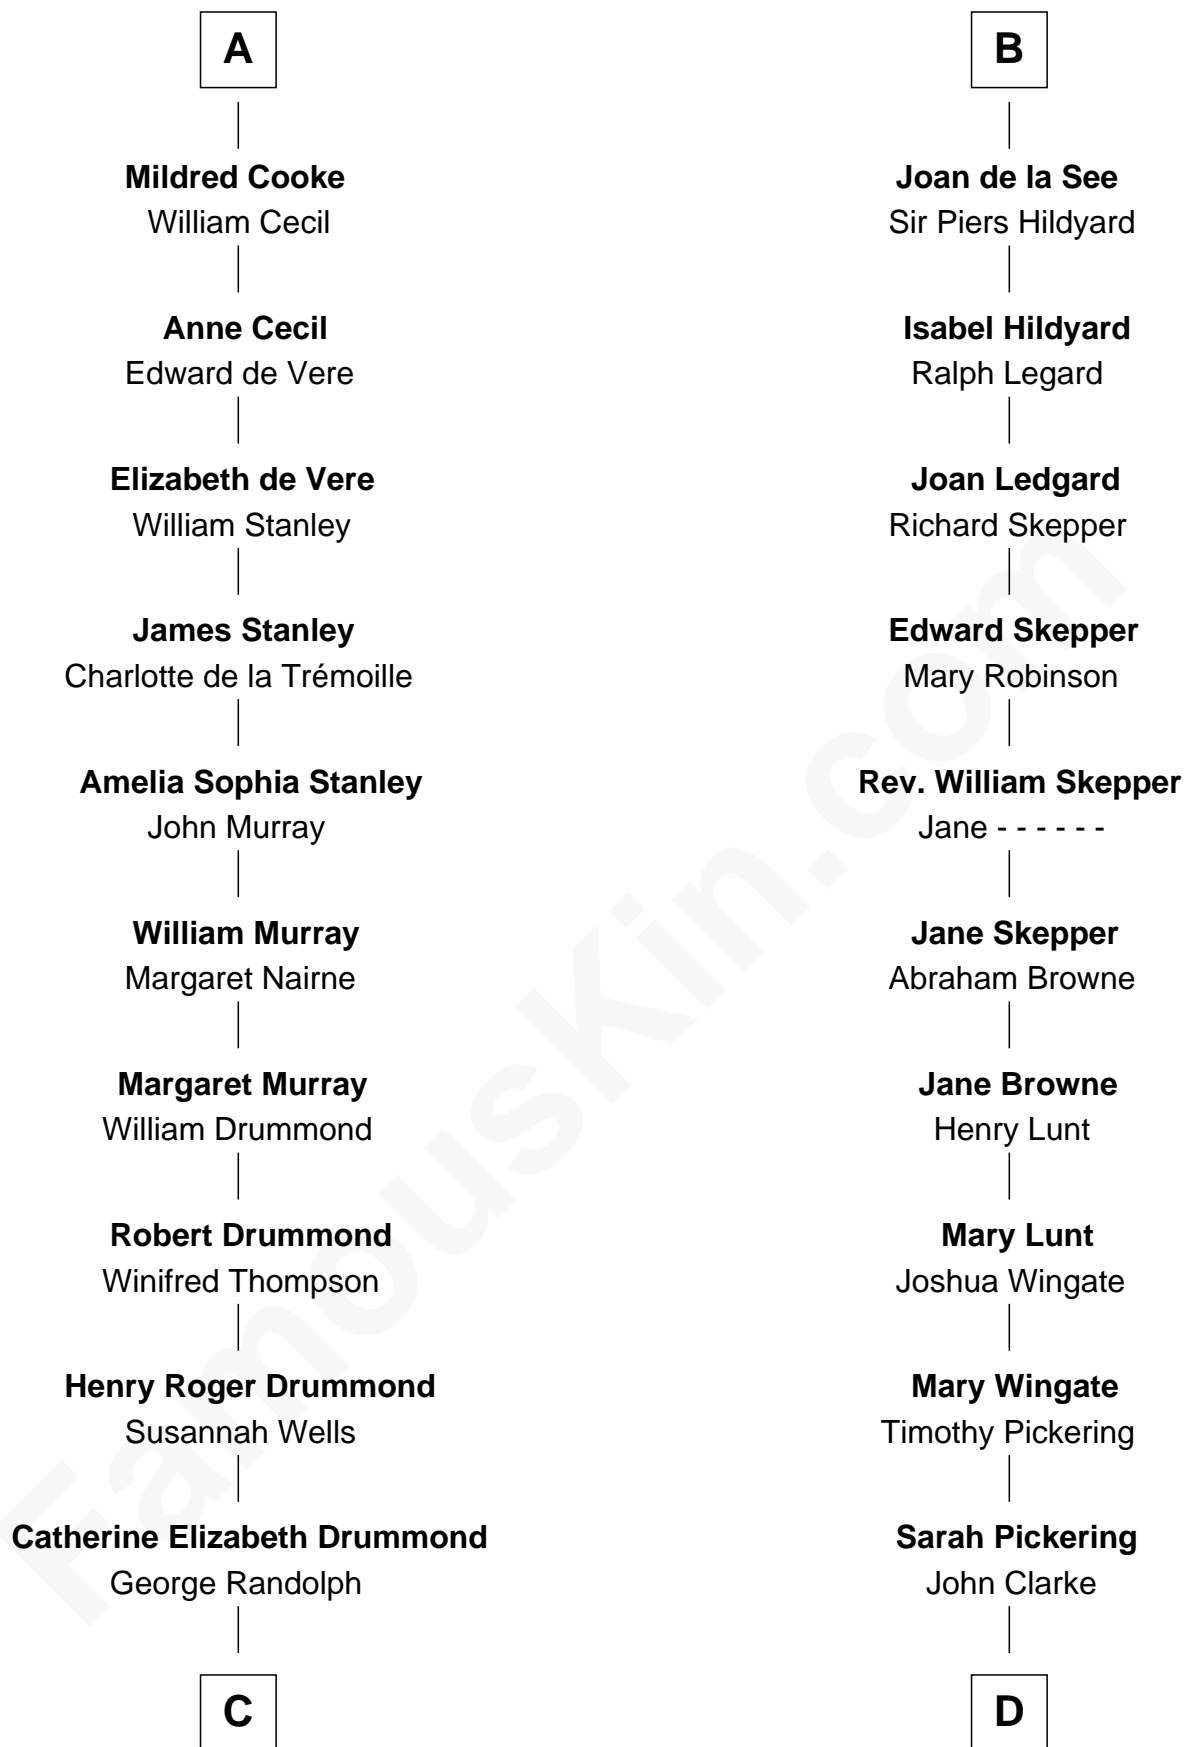 A
Mildred Cooke
William Cecil
Anne Cecil
Edward de Vere
Elizabeth de Vere
William Stanley
James Stanley
Charlotte de la Trémoille
Amelia Sophia Stanley
John Murray
William Murray
Margaret Nairne
Margaret Murray
William Drummond
Robert Drummond
Winifred Thompson
Henry Roger Drummond
Susannah Wells
Catherine Elizabeth Drummond
George Randolph
C
B
Joan de la See
Sir Piers Hildyard
Isabel Hildyard
Ralph Legard
Joan Ledgard
Richard Skepper
Edward Skepper
Mary Robinson
Rev. William Skepper
Jane - - - - - -
Jane Skepper
Abraham Browne
Jane Browne
Henry Lunt
Mary Lunt
Joshua Wingate
Mary Wingate
Timothy Pickering
Sarah Pickering
John Clarke
D
FamousKin.com